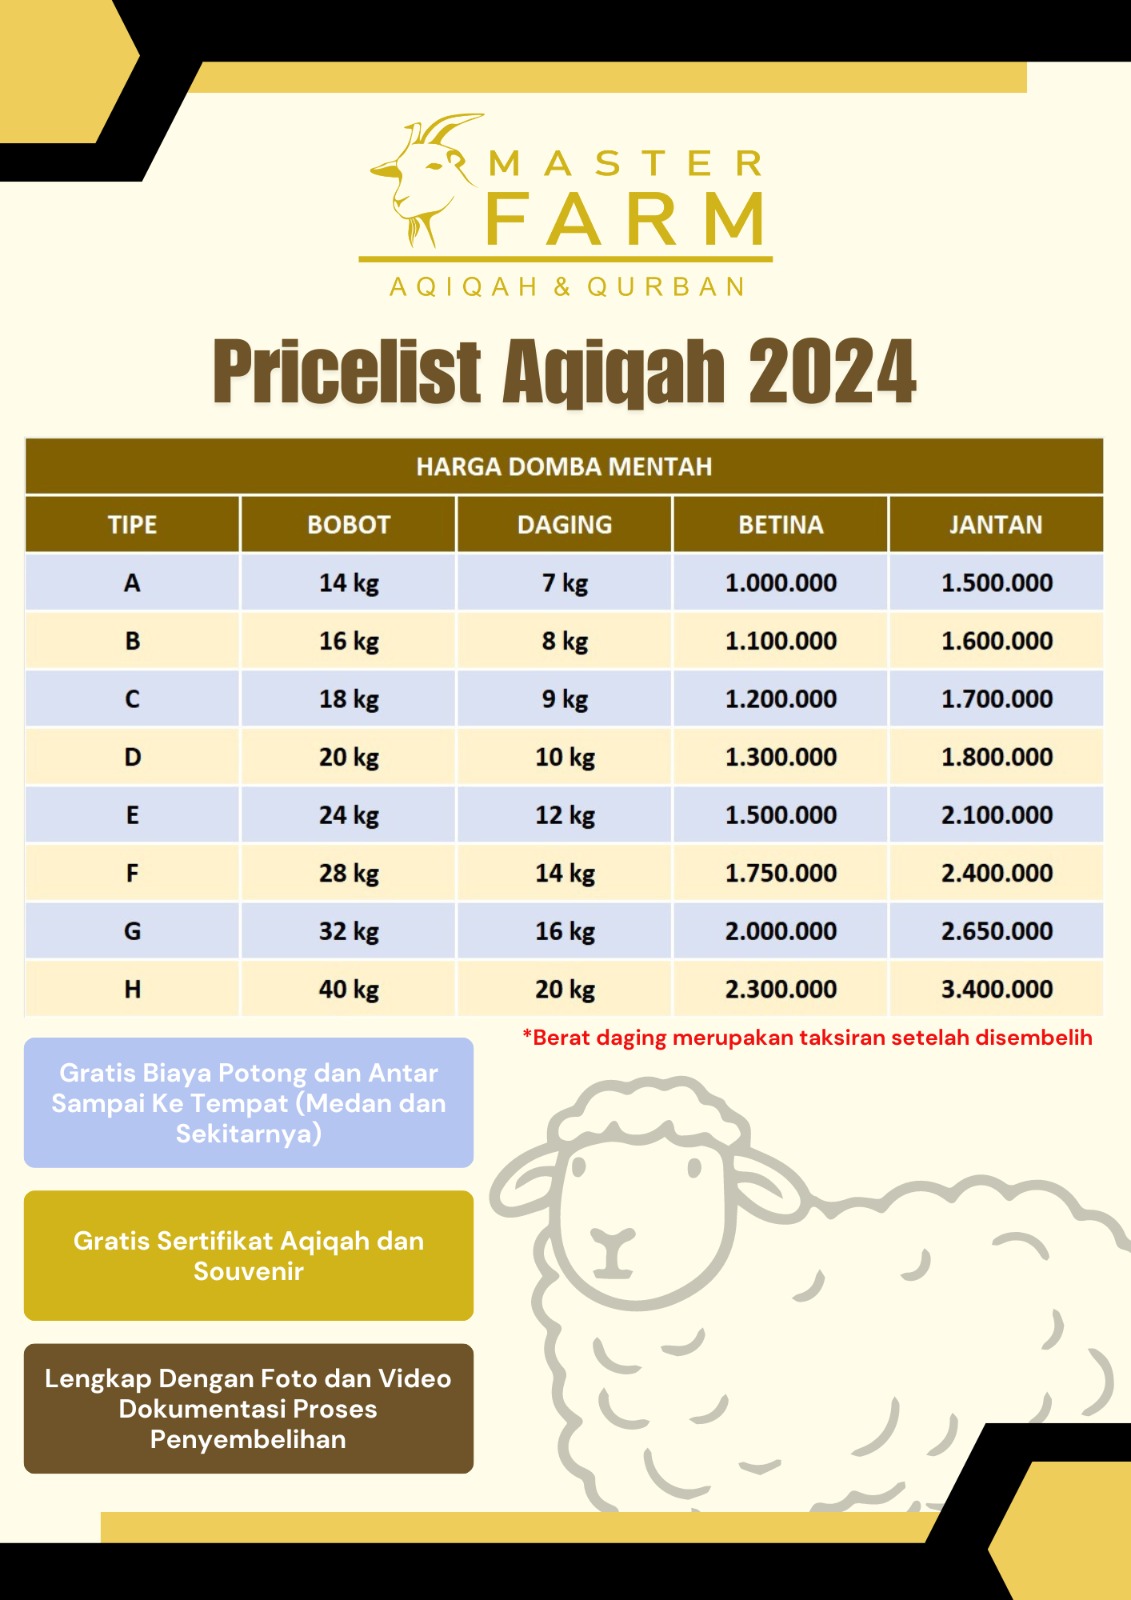 MASTER
FARM
AQIQAH & QURBAN
Pricelist Aqiqah 2024
HARGA DOMBA MENTAH
TIPE BOBOT DAGING BETINA JANTAN
A 14 kg 7 kg 1.000.000 1.500.000
B 16 kg 8 kg 1.100.000 1.600.000
C 18 kg 9 kg 1.200.000 1.700.000
D 20 kg 10 kg 1.300.000 1.800.000
E 24 kg 12 kg 1.500.000 2.100.000
F 28 kg 14 kg 1.750.000 2.400.000
G 32 kg 16 kg 2.000.000 2.650.000
H 40 kg 20 kg 2.300.000 3.400.000
*Berat daging merupakan taksiran setelah disembelih
Gratis Biaya Potong dan Antar
Sampai Ke Tempat (Medan dan
Sekitarnya)
Gratis Sertifikat Aqiqah dan
Souvenir
Lengkap Dengan Foto dan Video
Dokumentasi Proses
Penyembelihan